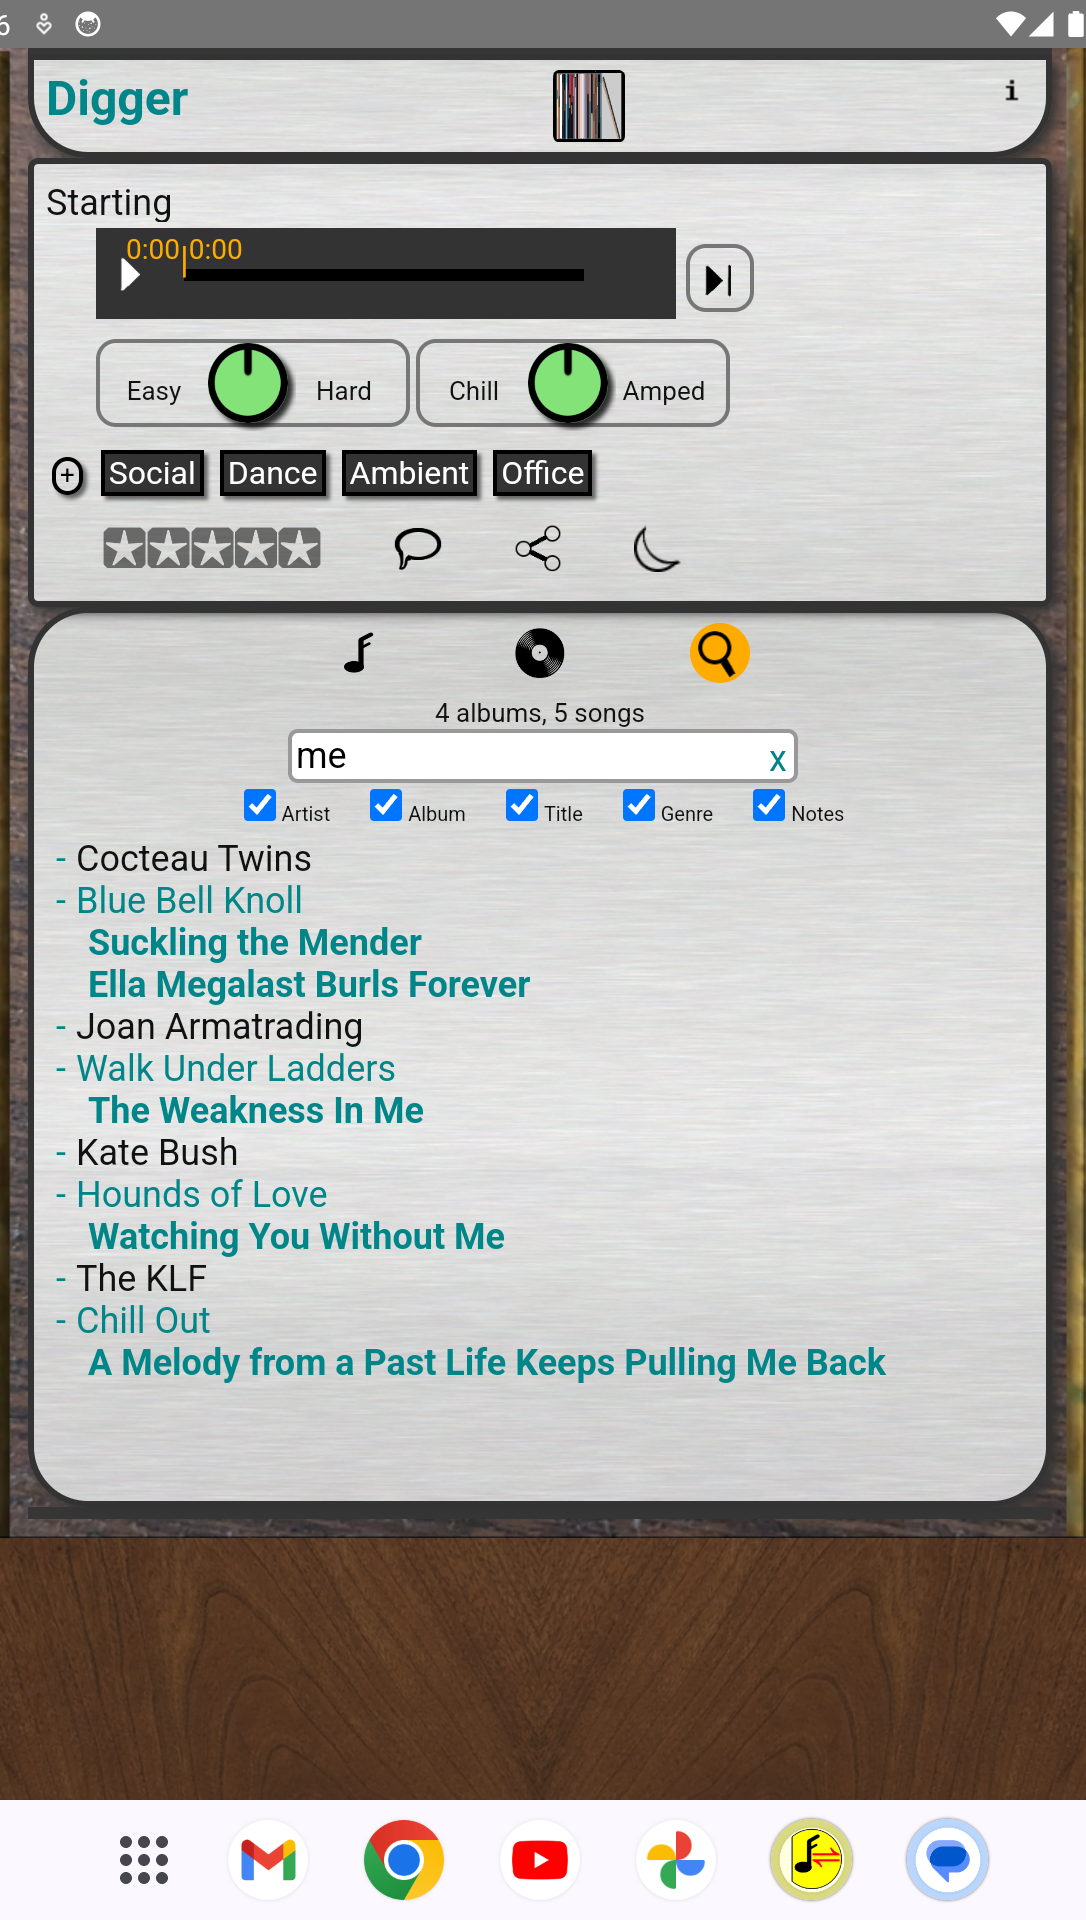 6
Digger
i
Starting
0:00 0:00
Easy Hard Chill Amped
+ Social Dance Ambient Office
4 albums, 5 songs
me x
Artist Album Title Genre Notes
- Cocteau Twins
- Blue Bell Knoll
Suckling the Mender
Ella Megalast Burls Forever
- Joan Armatrading
- Walk Under Ladders
The Weakness In Me
- Kate Bush
- Hounds of Love
Watching You Without Me
- The KLF
- Chill Out
A Melody from a Past Life Keeps Pulling Me Back